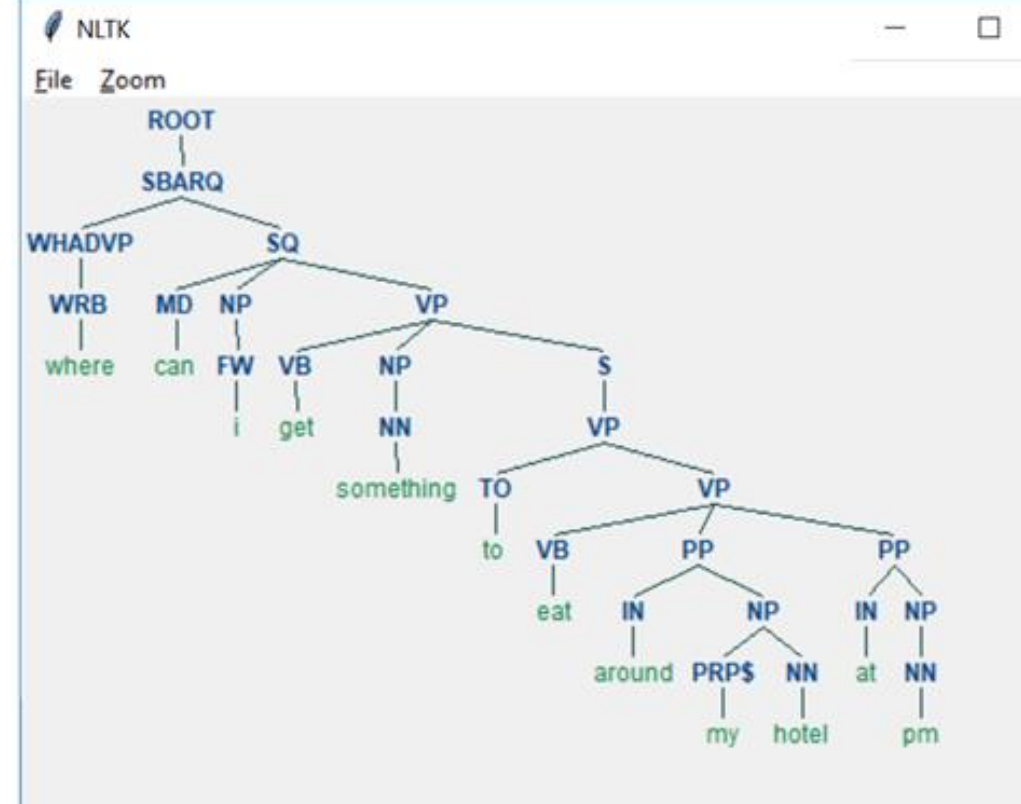 NLTK
File Zoom
ROOT
SBARQ
WHADVP SQ
WRB MD NP VP
where can FW VB NP S
i get NN VP
something TO VP
to VB PP PP
eat IN NP IN NP
around PRP$ NN at NN
my hotel pm